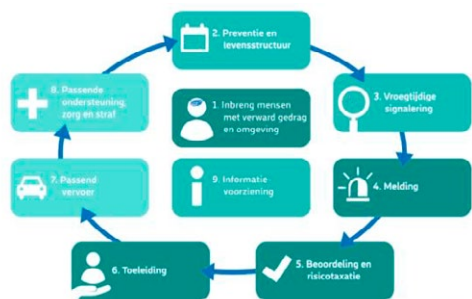 2. Preventie en
levensstructuur
3. Vroegtijdige
signalering
4. Melding
5. Beoordeling en
risicotaxatie
6. Toeleiding
7. Passend
vervoer
8. Passende
ondersteuning,
zorg en straf
1. Inbreng mensen
met verward gedrag
en omgeving
9. Informatie-
voorziening